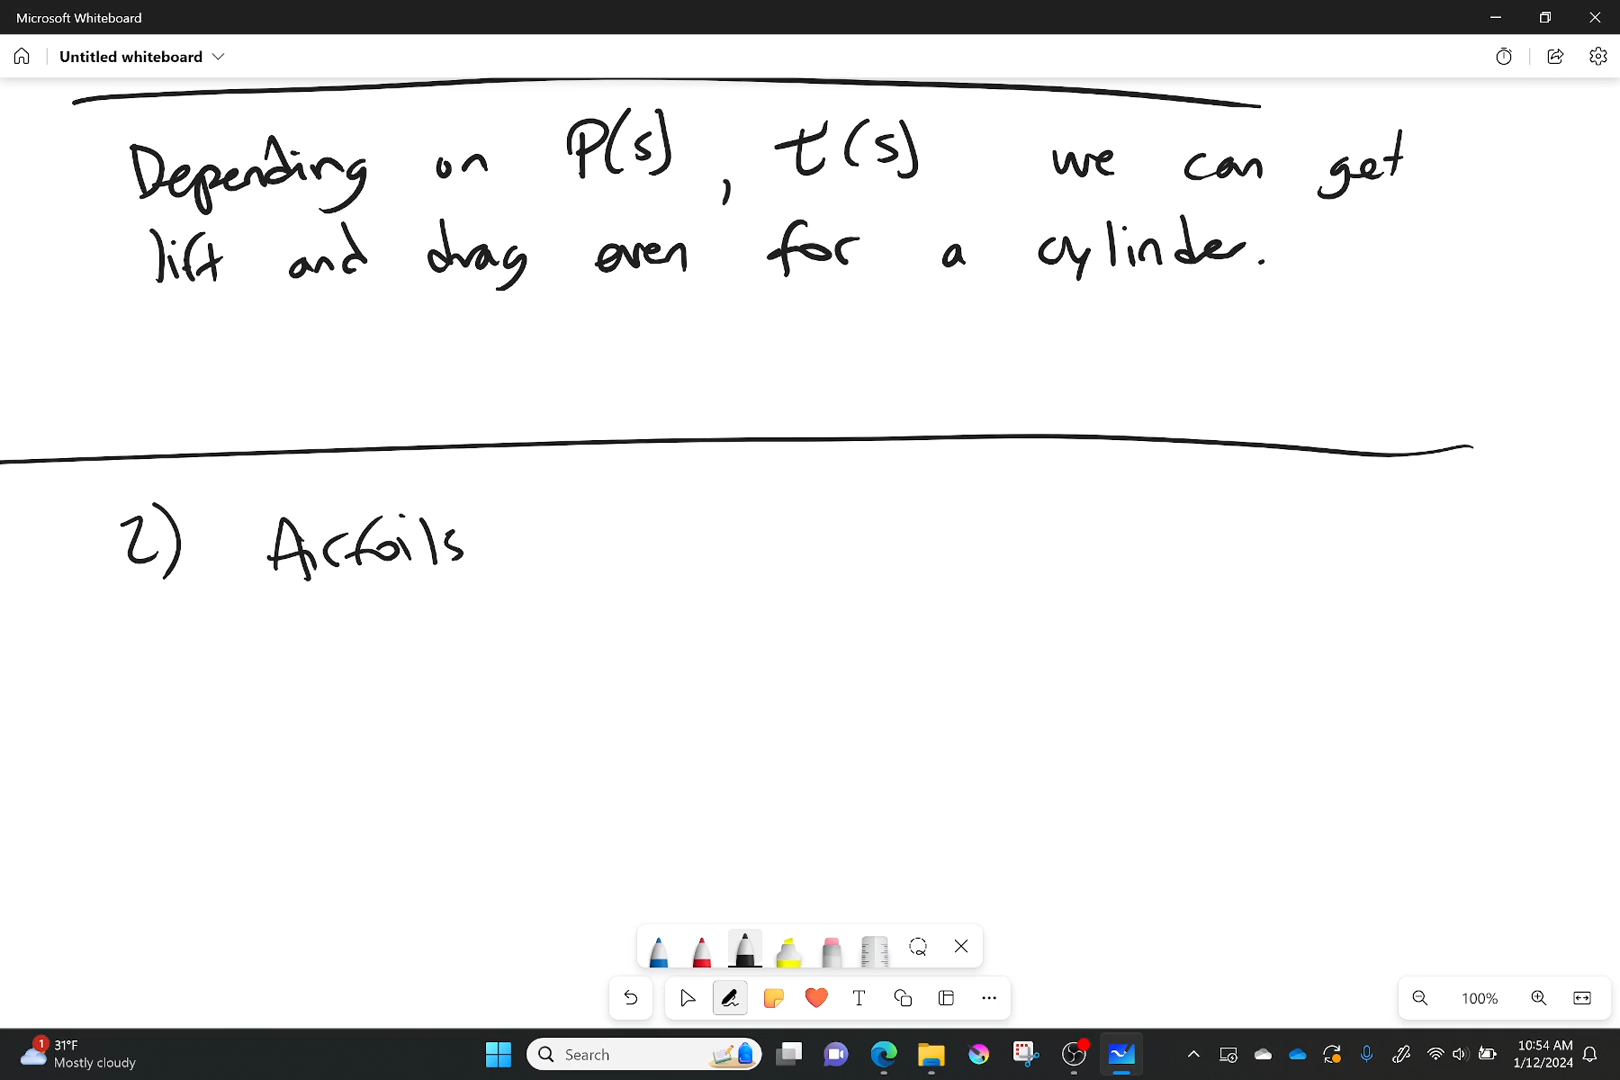 Microsoft Whiteboard
Untitled whiteboard
Depending on P(s), τ(s) we can get
lift and drag even for a cylinder.
2) Airfoils
T
100%
1
31°F
Mostly cloudy
Search
10:54 AM
1/12/2024